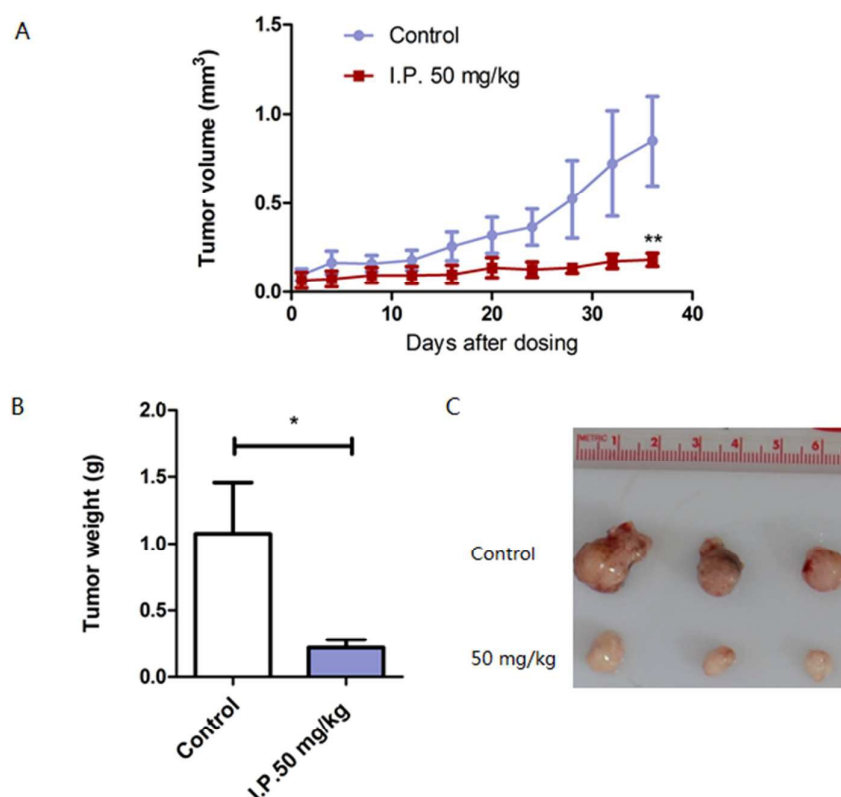 A
Control
I.P. 50 mg/kg
Tumor volume (mm3)
1.5
1.0
0.5
0.0
0 10 20 30 40
**
Days after dosing
B
Tumor weight (g)
2.0
1.5
1.0
0.5
0.0
*
Control
I.P.50 mg/kg
C
METRIC 1 2 3 4 5 6
Control
50 mg/kg